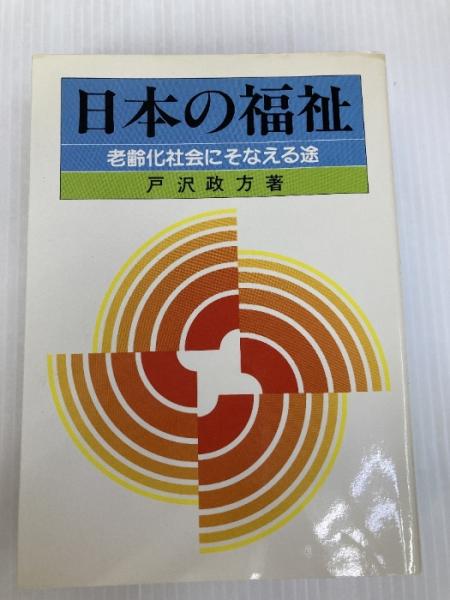 日本の福祉
老齢化社会にそなえる途
戸沢政方著